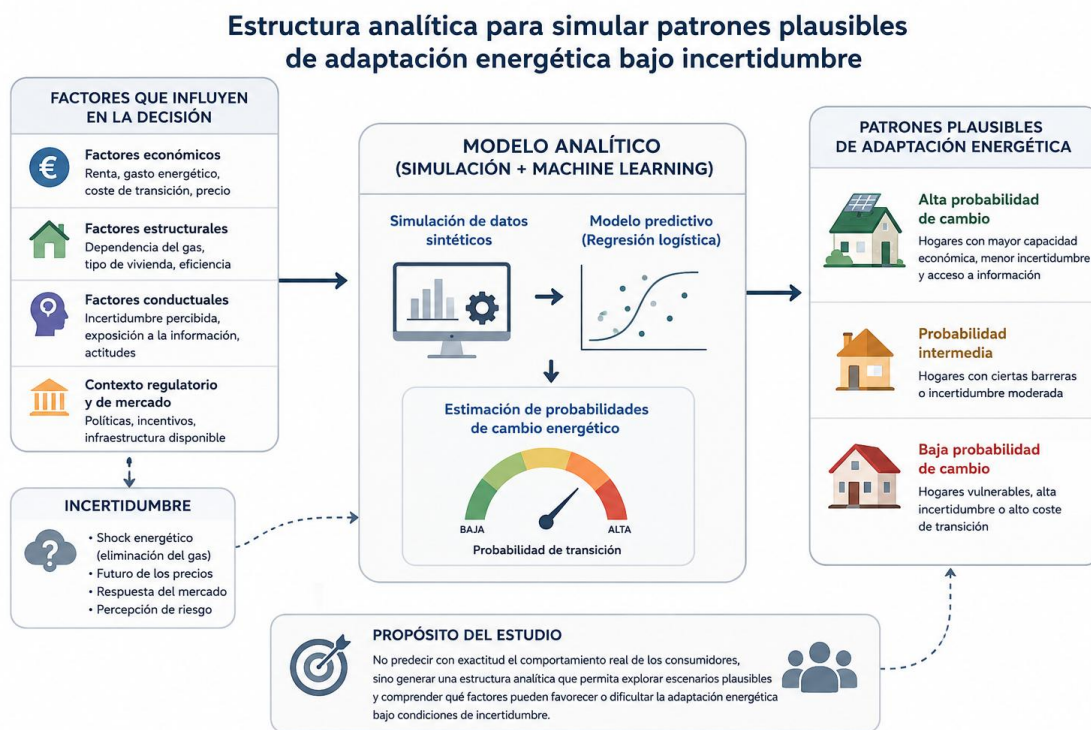 Estructura analítica para simular patrones plausibles
de adaptación energética bajo incertidumbre
FACTORES QUE INFLUYEN
EN LA DECISIÓN
Factores económicos
Renta, gasto energético,
coste de transición, precio
Factores estructurales
Dependencia del gas,
tipo de vivienda, eficiencia
Factores conductuales
Incertidumbre percibida,
exposición a la información,
actitudes
Contexto regulatorio
y de mercado
Políticas, incentivos,
infraestructura disponible
INCERTIDUMBRE
?
• Shock energético
(eliminación del gas)
• Futuro de los precios
• Respuesta del mercado
• Percepción de riesgo
MODELO ANALÍTICO
(SIMULACIÓN + MACHINE LEARNING)
Simulación de datos
sintéticos
Modelo predictivo
(Regresión logística)
Estimación de probabilidades
de cambio energético
BAJA
ALTA
Probabilidad de transición
PATRONES PLAUSIBLES
DE ADAPTACIÓN ENERGÉTICA
Alta probabilidad
de cambio
Hogares con mayor capacidad
económica, menor incertidumbre
y acceso a información
Probabilidad
intermedia
Hogares con ciertas barreras
o incertidumbre moderada
Baja probabilidad
de cambio
Hogares vulnerables, alta
incertidumbre o alto coste
de transición
PROPÓSITO DEL ESTUDIO
No predecir con exactitud el comportamiento real de los consumidores,
sino generar una estructura analítica que permita explorar escenarios plausibles
y comprender qué factores pueden favorecer o dificultar la adaptación energética
bajo condiciones de incertidumbre.